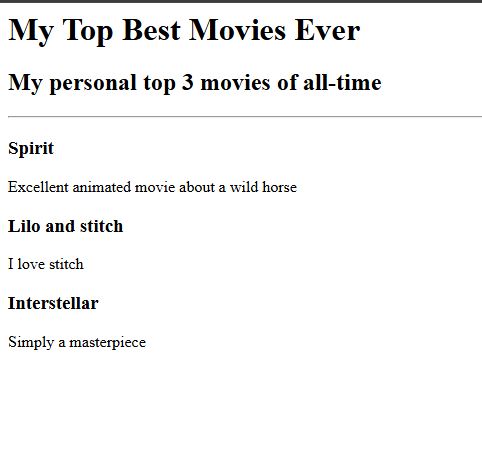 My Top Best Movies Ever
My personal top 3 movies of all-time
Spirit
Excellent animated movie about a wild horse
Lilo and stitch
I love stitch
Interstellar
Simply a masterpiece